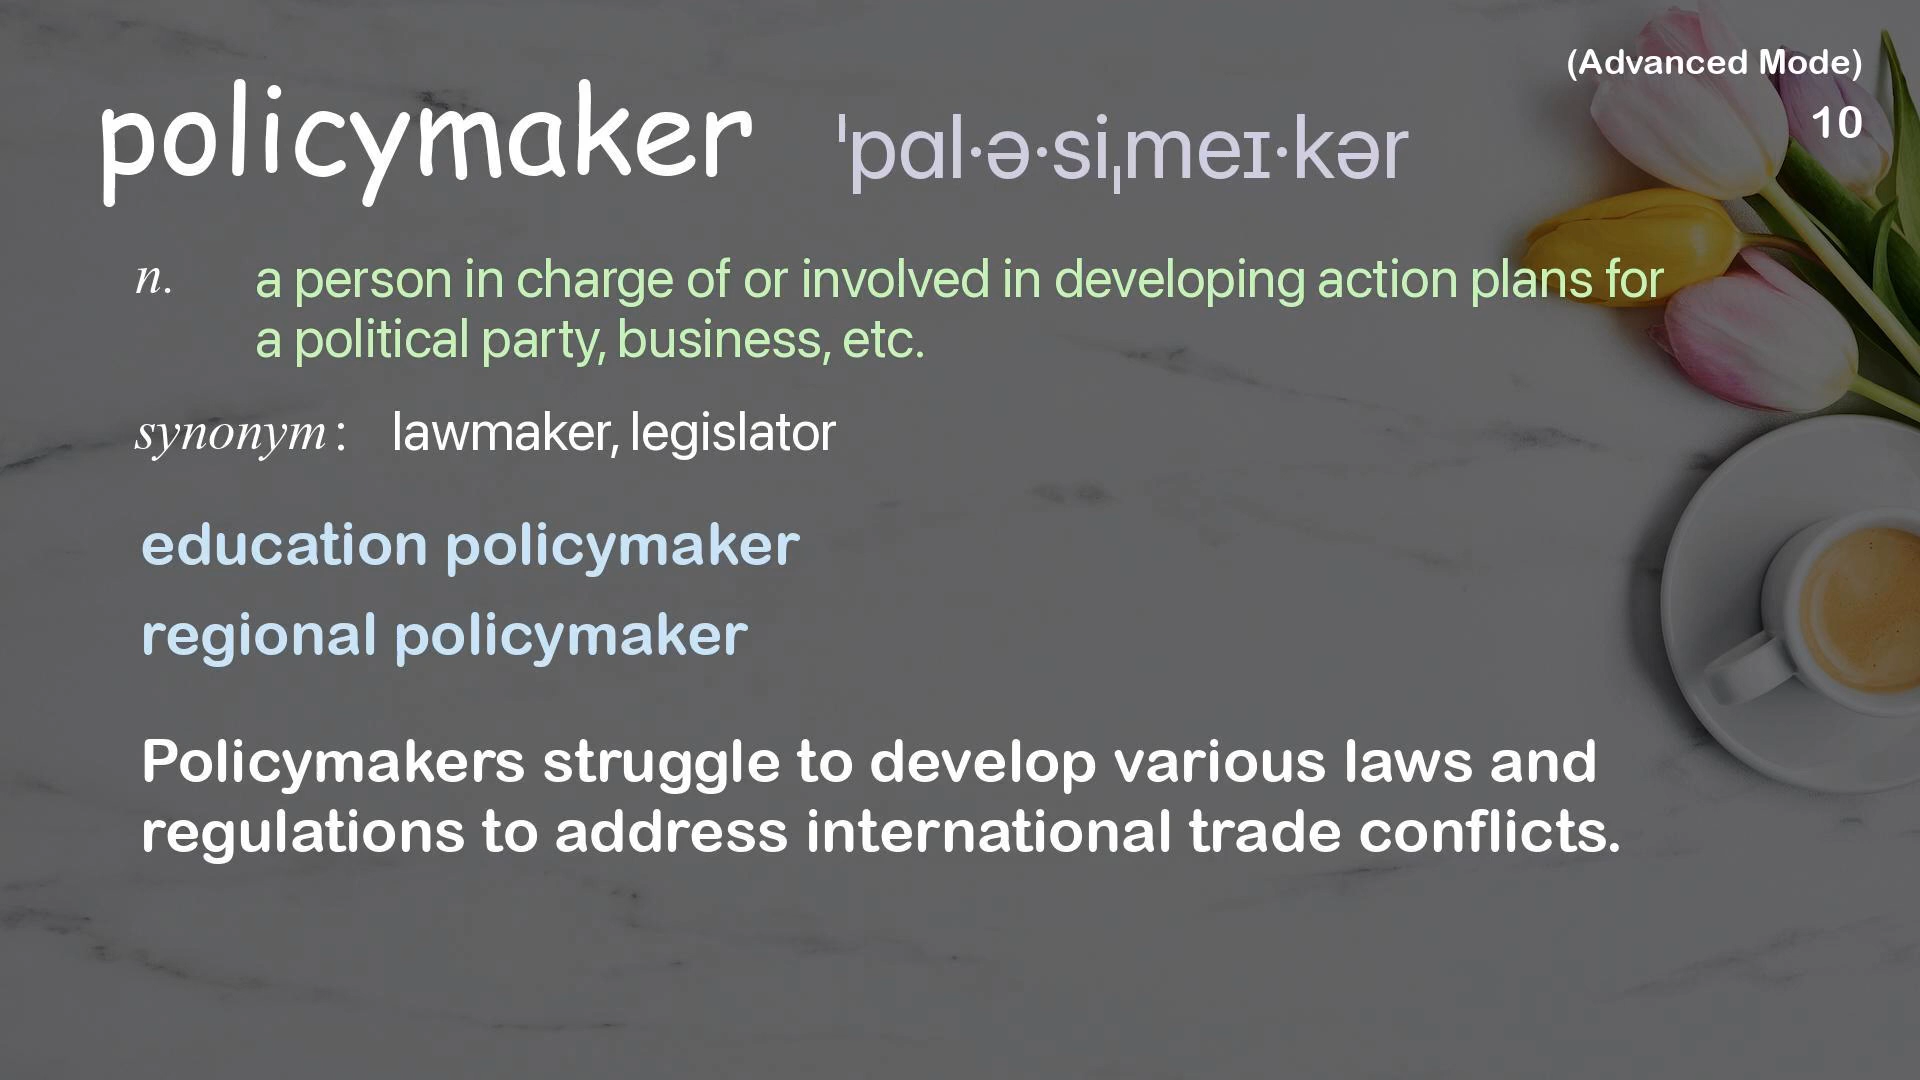 (Advanced Mode)
10
policymaker ˈpɑl·ə·siˌmeɪ·kər
n. a person in charge of or involved in developing action plans for
a political party, business, etc.
synonym: lawmaker, legislator
education policymaker
regional policymaker
Policymakers struggle to develop various laws and
regulations to address international trade conflicts.